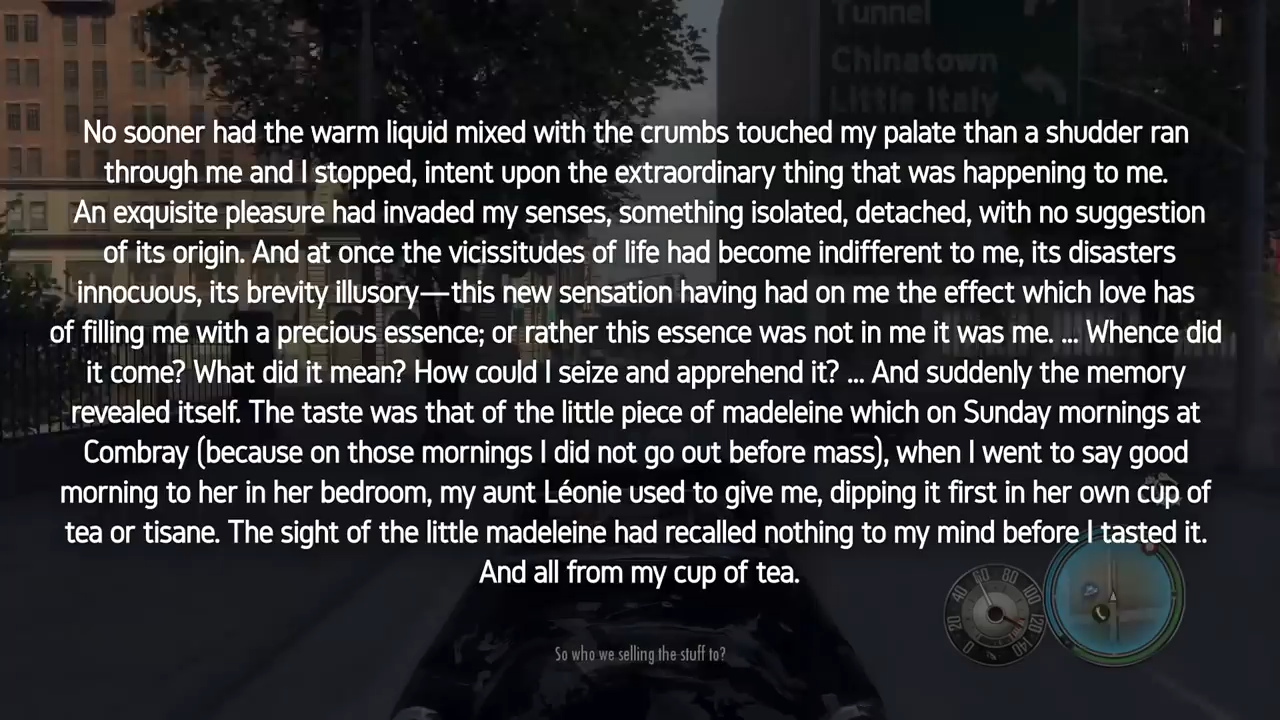 Tunnel
Chinatown
Little Italy
No sooner had the warm liquid mixed with the crumbs touched my palate than a shudder ran
through me and I stopped, intent upon the extraordinary thing that was happening to me.
An exquisite pleasure had invaded my senses, something isolated, detached, with no suggestion
of its origin. And at once the vicissitudes of life had become indifferent to me, its disasters
innocuous, its brevity illusory—this new sensation having had on me the effect which love has
of filling me with a precious essence; or rather this essence was not in me it was me. ... Whence did
it come? What did it mean? How could I seize and apprehend it? ... And suddenly the memory
revealed itself. The taste was that of the little piece of madeleine which on Sunday mornings at
Combray (because on those mornings I did not go out before mass), when I went to say good
morning to her in her bedroom, my aunt Léonie used to give me, dipping it first in her own cup of
tea or tisane. The sight of the little madeleine had recalled nothing to my mind before I tasted it.
And all from my cup of tea.
0 20 40 60 80 100 120 140
So who we selling the stuff to?